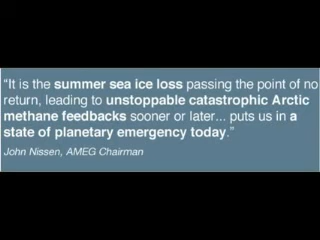 “It is the summer sea ice loss passing the point of no
return, leading to unstoppable catastrophic Arctic
methane feedbacks sooner or later... puts us in a
state of planetary emergency today.”
John Nissen, AMEG Chairman